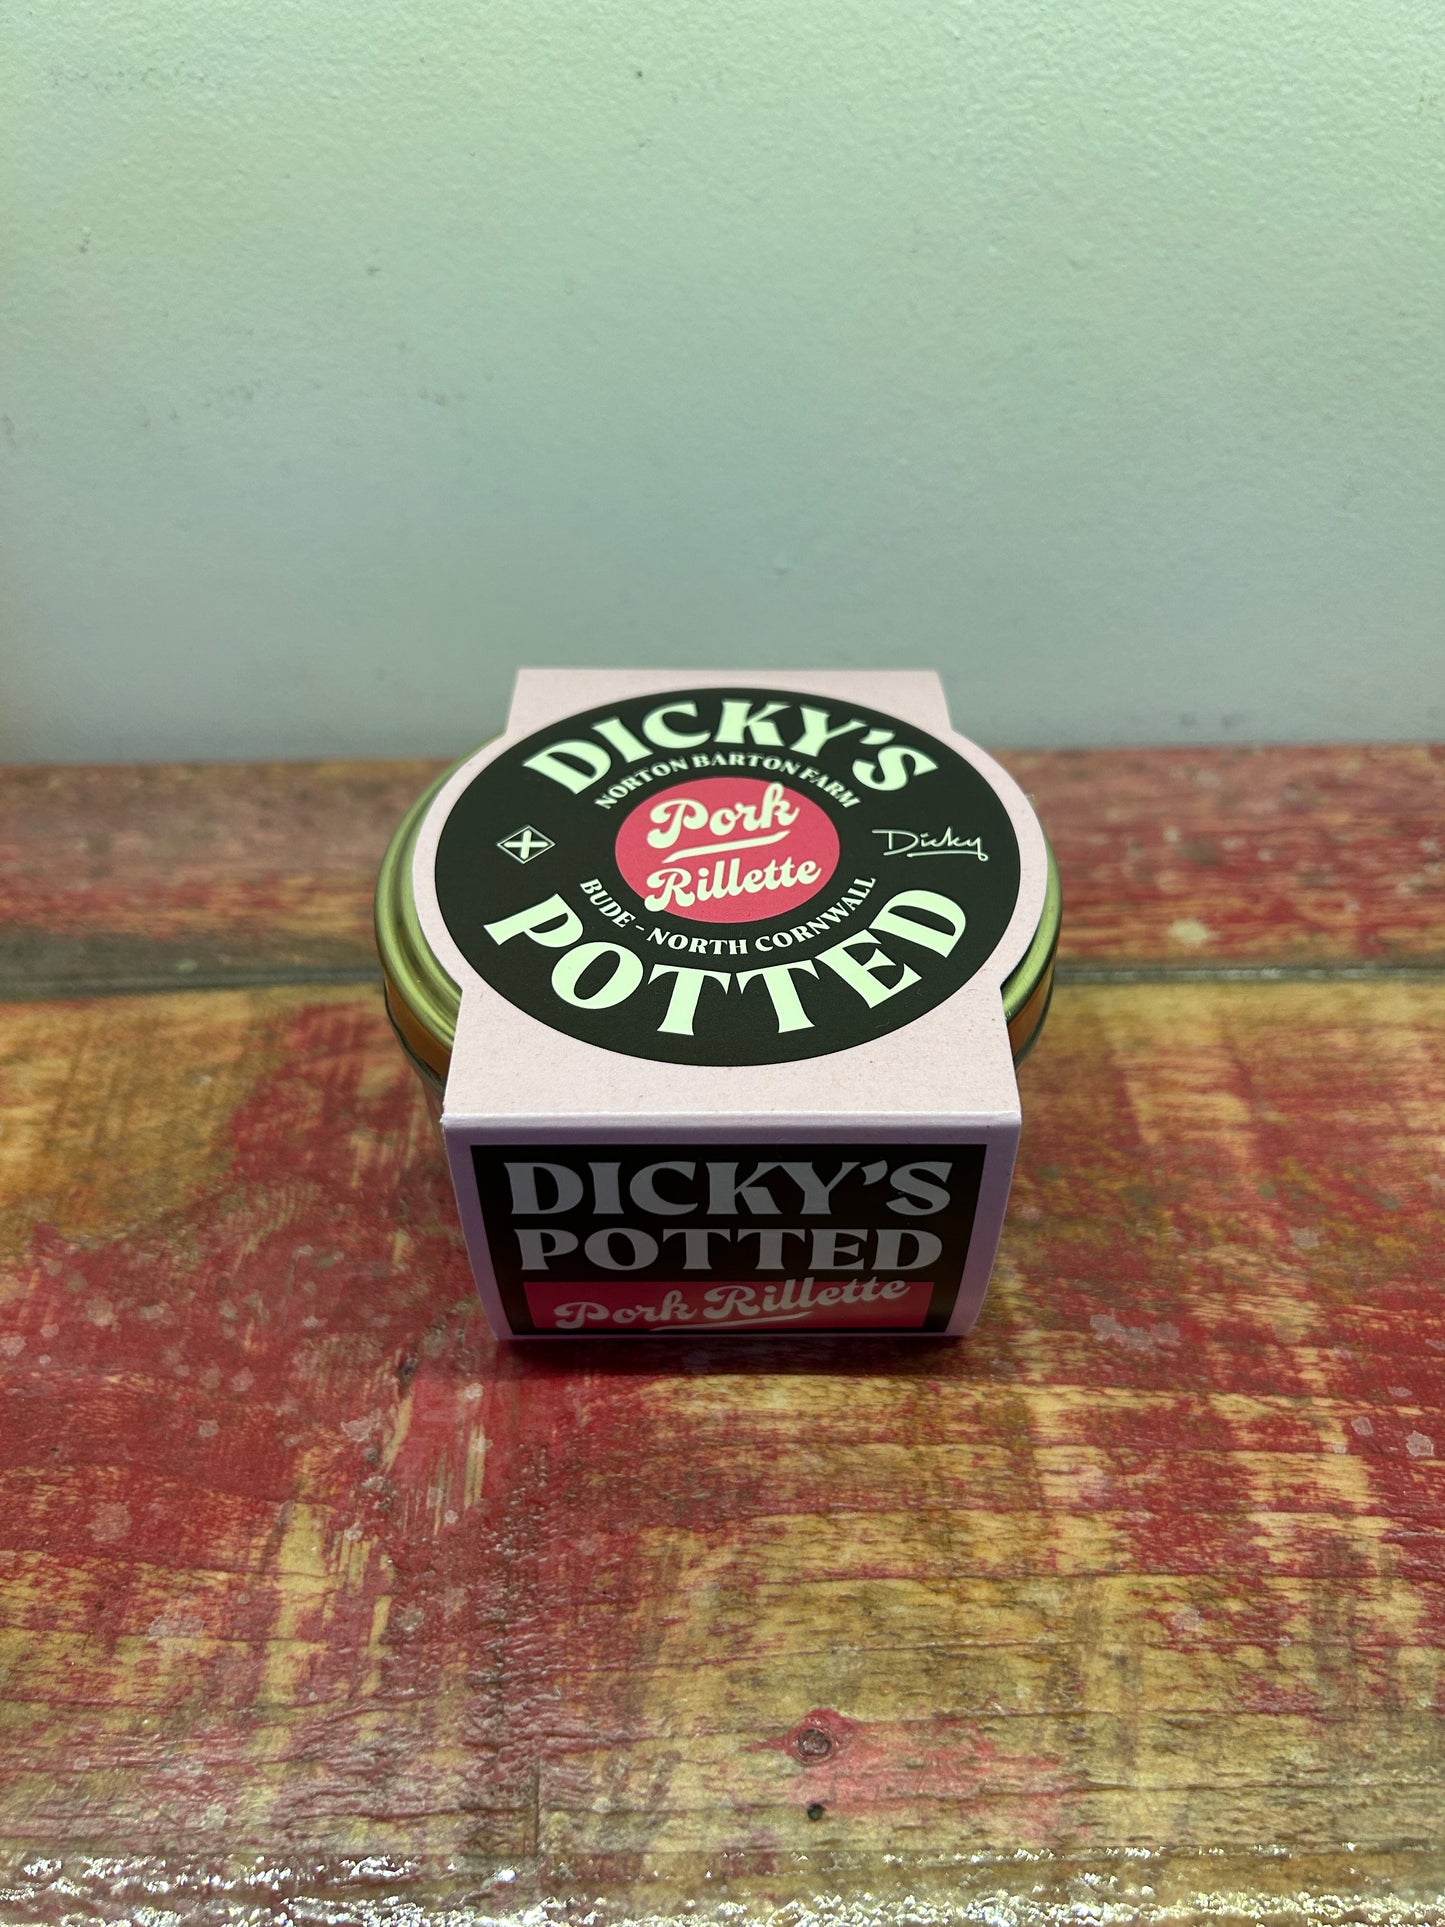 DICKY'S
NORTON BARTON FARM
Pork
Rillette
Dicky
BUDE - NORTH CORNWALL
POTTED
DICKY'S
POTTED
Pork Rillette